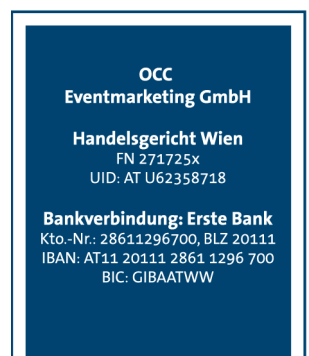 OCC
Eventmarketing GmbH
Handelsgericht Wien
FN 271725x
UID: AT U62358718
Bankverbindung: Erste Bank
Kto.-Nr.: 28611296700, BLZ 20111
IBAN: AT11 20111 2861 1296 700
BIC: GIBAATWW